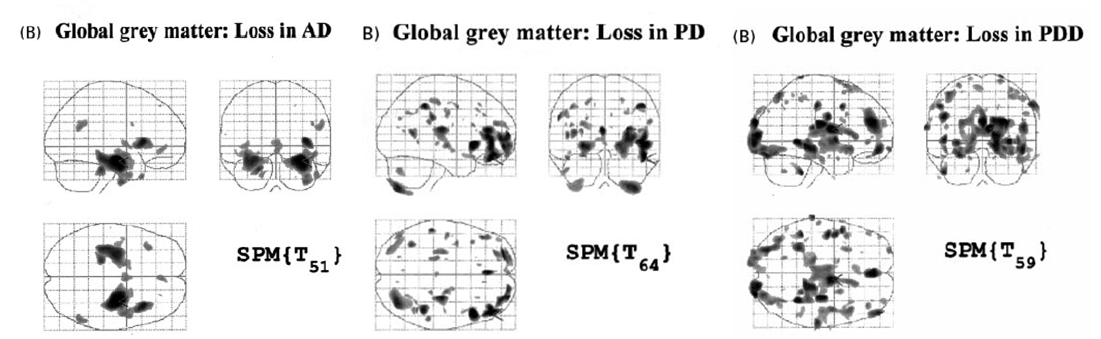 (B) Global grey matter: Loss in AD
B) Global grey matter: Loss in PD
(B) Global grey matter: Loss in PDD
SPM{T51}
SPM{T64}
SPM{T59}